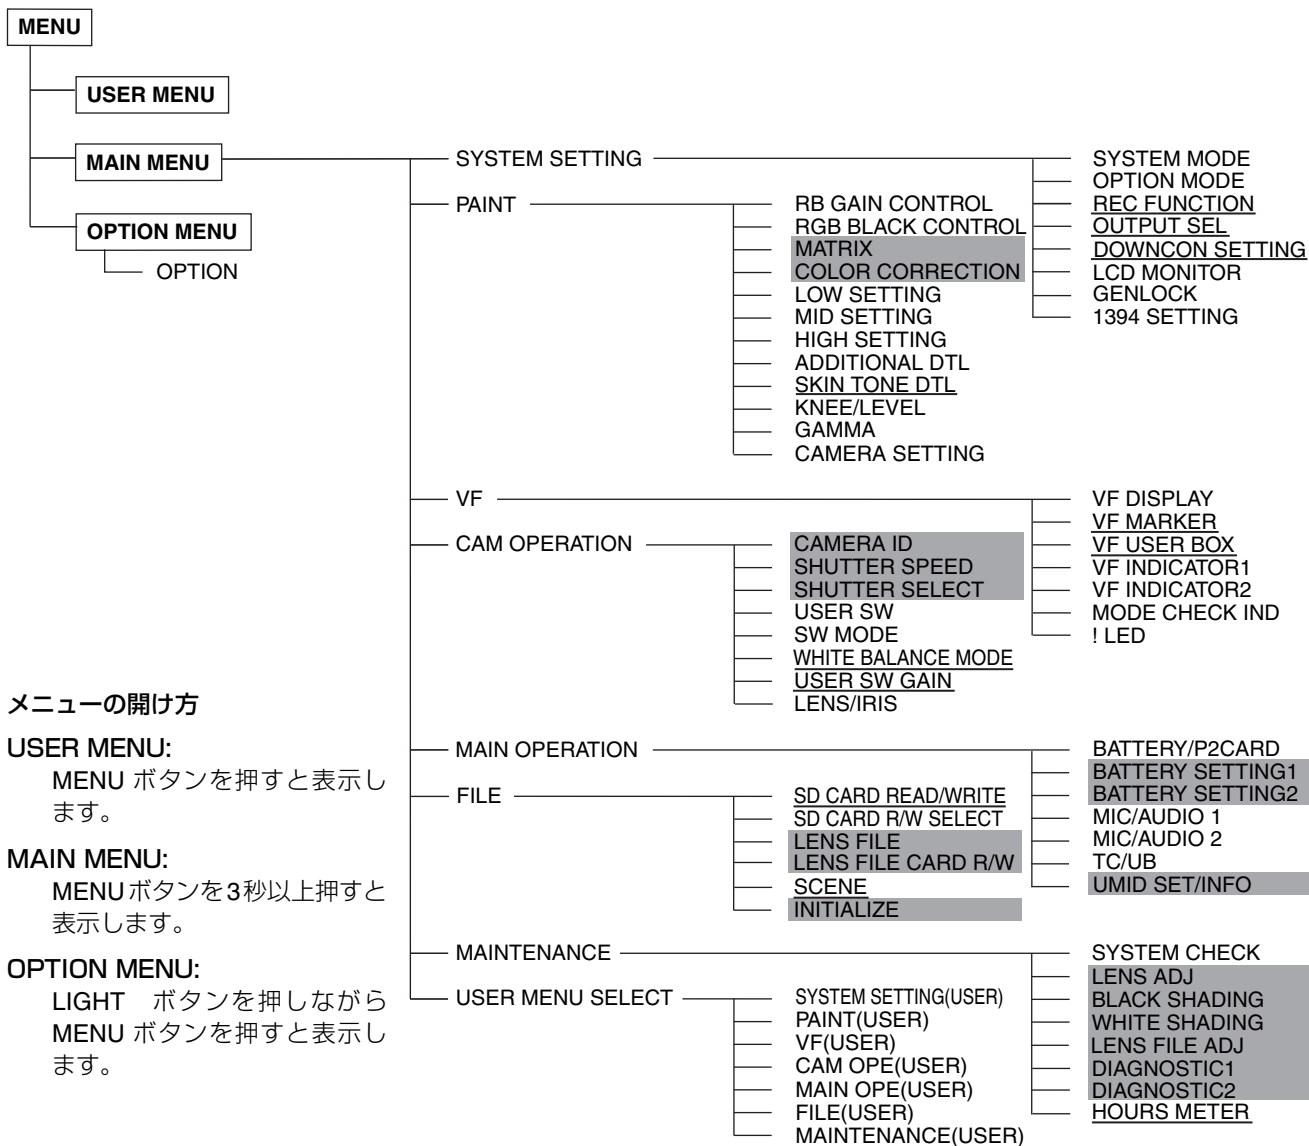 MENU
USER MENU
MAIN MENU
OPTION MENU
OPTION
SYSTEM SETTING
SYSTEM MODE
OPTION MODE
REC FUNCTION
OUTPUT SEL
DOWNCON SETTING
LCD MONITOR
GENLOCK
1394 SETTING
PAINT
RB GAIN CONTROL
RGB BLACK CONTROL
MATRIX
COLOR CORRECTION
LOW SETTING
MID SETTING
HIGH SETTING
ADDITIONAL DTL
SKIN TONE DTL
KNEE/LEVEL
GAMMA
CAMERA SETTING
VF
VF DISPLAY
VF MARKER
VF USER BOX
VF INDICATOR1
VF INDICATOR2
MODE CHECK IND
! LED
CAM OPERATION
CAMERA ID
SHUTTER SPEED
SHUTTER SELECT
USER SW
SW MODE
WHITE BALANCE MODE
USER SW GAIN
LENS/IRIS
MAIN OPERATION
BATTERY/P2CARD
BATTERY SETTING1
BATTERY SETTING2
MIC/AUDIO 1
MIC/AUDIO 2
TC/UB
UMID SET/INFO
FILE
SD CARD READ/WRITE
SD CARD R/W SELECT
LENS FILE
LENS FILE CARD R/W
SCENE
INITIALIZE
MAINTENANCE
SYSTEM CHECK
LENS ADJ
BLACK SHADING
WHITE SHADING
LENS FILE ADJ
DIAGNOSTIC1
DIAGNOSTIC2
HOURS METER
USER MENU SELECT
SYSTEM SETTING(USER)
PAINT(USER)
VF(USER)
CAM OPE(USER)
MAIN OPE(USER)
FILE(USER)
MAINTENANCE(USER)
メニューの開け方
USER MENU:
MENU ボタンを押すと表示し
ます。
MAIN MENU:
MENU ボタンを3秒以上押すと
表示します。
OPTION MENU:
LIGHT ボタンを押しながら
MENU ボタンを押すと表示し
ます。